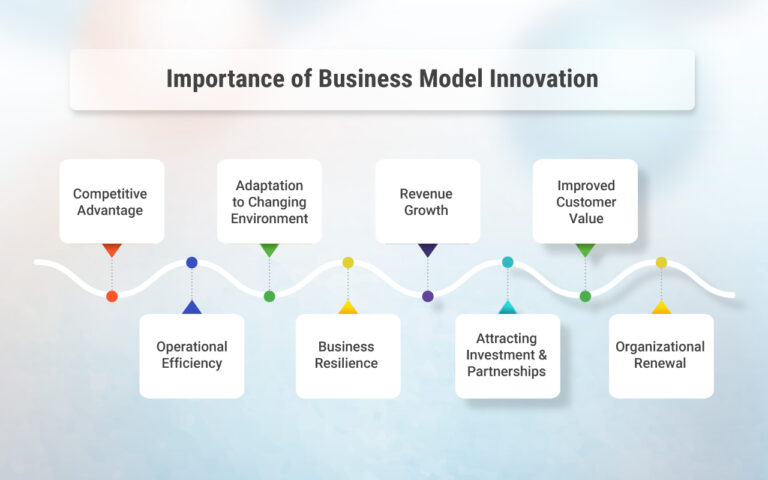 Importance of Business Model Innovation
Competitive
Advantage
Operational
Efficiency
Adaptation
to Changing
Environment
Business
Resilience
Revenue
Growth
Attracting
Investment &
Partnerships
Improved
Customer
Value
Organizational
Renewal